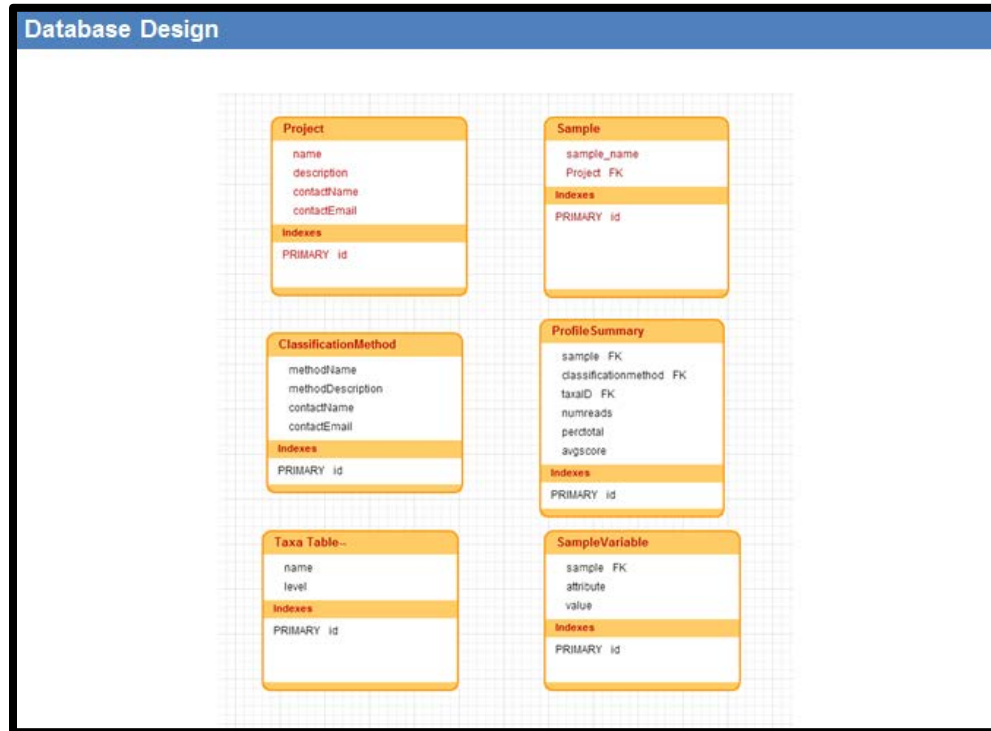 Database Design
Project
name
description
contactName
contactEmail
Indexes
PRIMARY id
Sample
sample_name
Project FK
Indexes
PRIMARY id
ClassificationMethod
methodName
methodDescription
contactName
contactEmail
Indexes
PRIMARY id
ProfileSummary
sample FK
classificationmethod FK
taxaID FK
numreads
perctotal
avgscore
Indexes
PRIMARY id
Taxa Table--
name
level
Indexes
PRIMARY id
SampleVariable
sample FK
attribute
value
Indexes
PRIMARY id